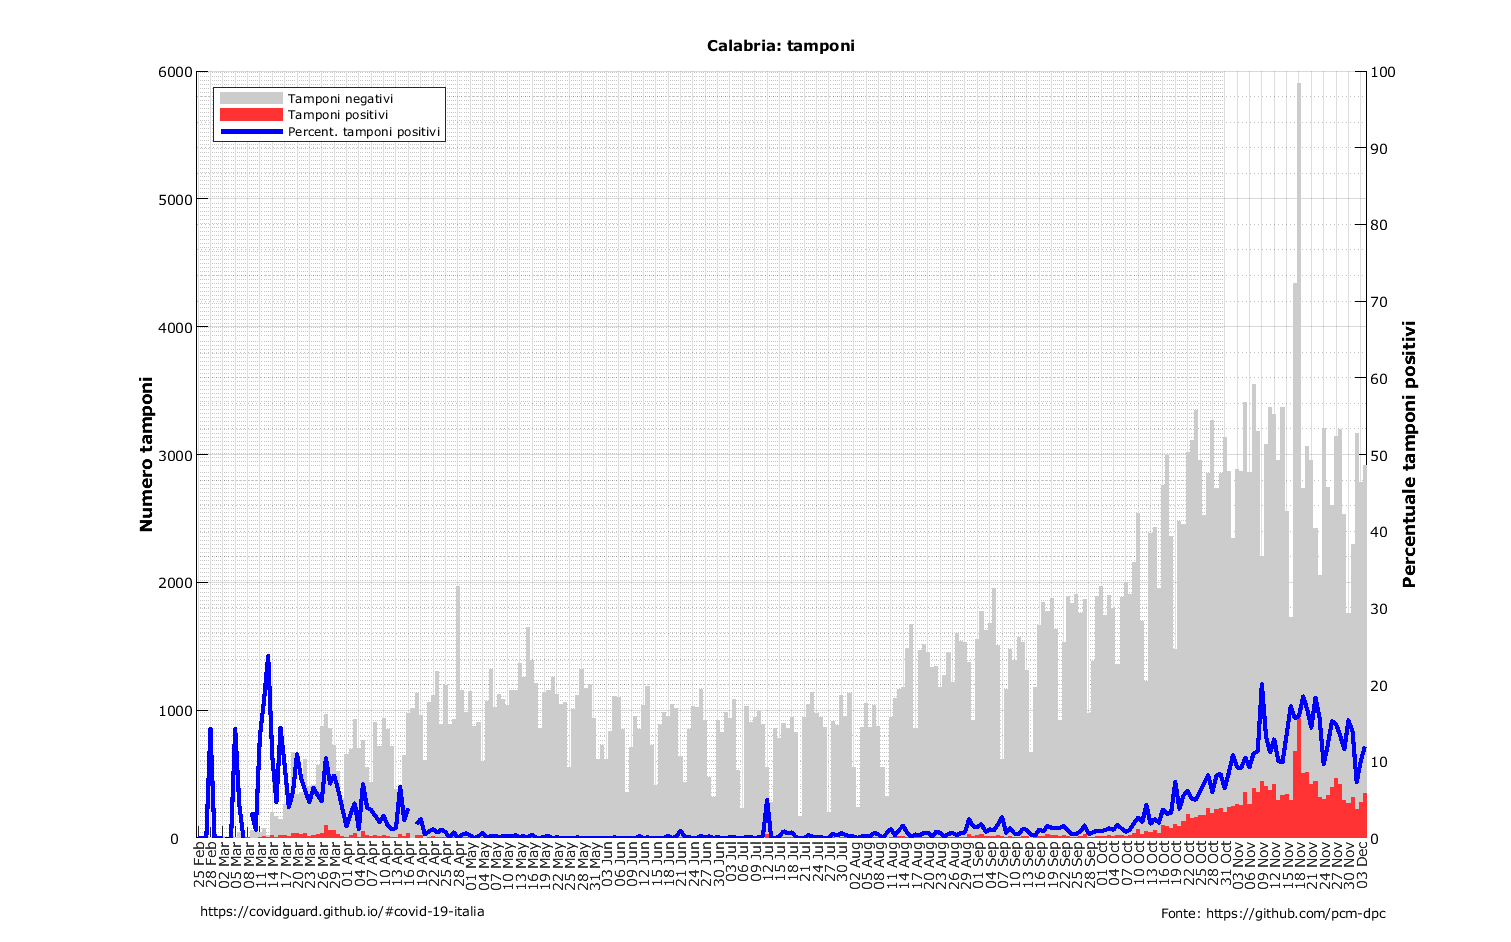 Calabria: tamponi
6000
5000
4000
3000
2000
1000
0
Numero tamponi
Tamponi negativi
Tamponi positivi
Percent. tamponi positivi
100
90
80
70
60
50
40
30
20
10
0
Percentuale tamponi positivi
25 Feb
28 Feb
02 Mar
05 Mar
08 Mar
11 Mar
14 Mar
17 Mar
20 Mar
23 Mar
26 Mar
29 Mar
01 Apr
04 Apr
07 Apr
10 Apr
13 Apr
16 Apr
19 Apr
22 Apr
25 Apr
28 Apr
01 May
04 May
07 May
10 May
13 May
16 May
19 May
22 May
25 May
28 May
31 May
03 Jun
06 Jun
09 Jun
12 Jun
15 Jun
18 Jun
21 Jun
24 Jun
27 Jun
30 Jun
03 Jul
06 Jul
09 Jul
12 Jul
15 Jul
18 Jul
21 Jul
24 Jul
27 Jul
30 Jul
02 Aug
05 Aug
08 Aug
11 Aug
14 Aug
17 Aug
20 Aug
23 Aug
26 Aug
29 Aug
01 Sep
04 Sep
07 Sep
10 Sep
13 Sep
16 Sep
19 Sep
22 Sep
25 Sep
28 Sep
01 Oct
04 Oct
07 Oct
10 Oct
13 Oct
16 Oct
19 Oct
22 Oct
25 Oct
28 Oct
31 Oct
03 Nov
06 Nov
09 Nov
12 Nov
15 Nov
18 Nov
21 Nov
24 Nov
27 Nov
30 Nov
03 Dec
https://covidguard.github.io/#covid-19-italia
Fonte: https://github.com/pcm-dpc